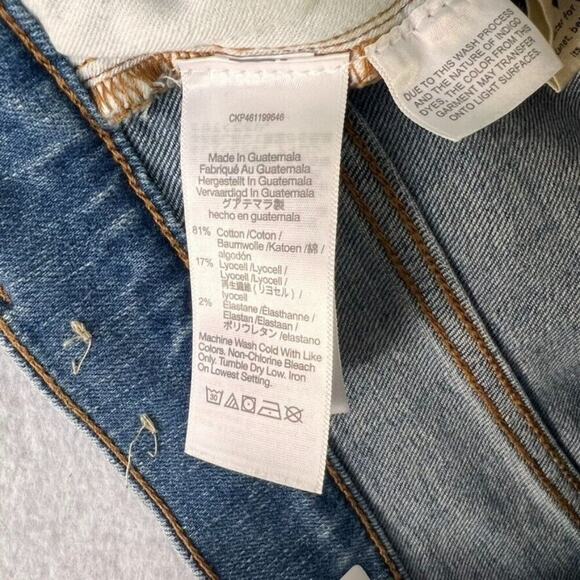 CKP461199646
Made In Guatemala
Fabriqué Au Guatemala
Hergestellt In Guatemala
Vervaardigd In Guatemala
グアテマラ製
hecho en guatemala
81% Cotton /Coton /
Baumwolle /Katoen /綿 /
algodón
17% Lyocell /Lyocell /
Lyocell /Lyocell /
再生繊維 (リヨセル) /
lyocell
2% Elastane /Élasthanne /
Elastan /Elastaan /
ポリウレタン /elastano
Machine Wash Cold With Like
Colors. Non-Chlorine Bleach
Only. Tumble Dry Low. Iron
On Lowest Setting.
30
DUE TO THIS WASH PROCESS
AND THE NATURE OF INDIGO
DYES, THE COLOR FROM THIS
GARMENT MAY TRANSFER
ONTO LIGHT SURFACES